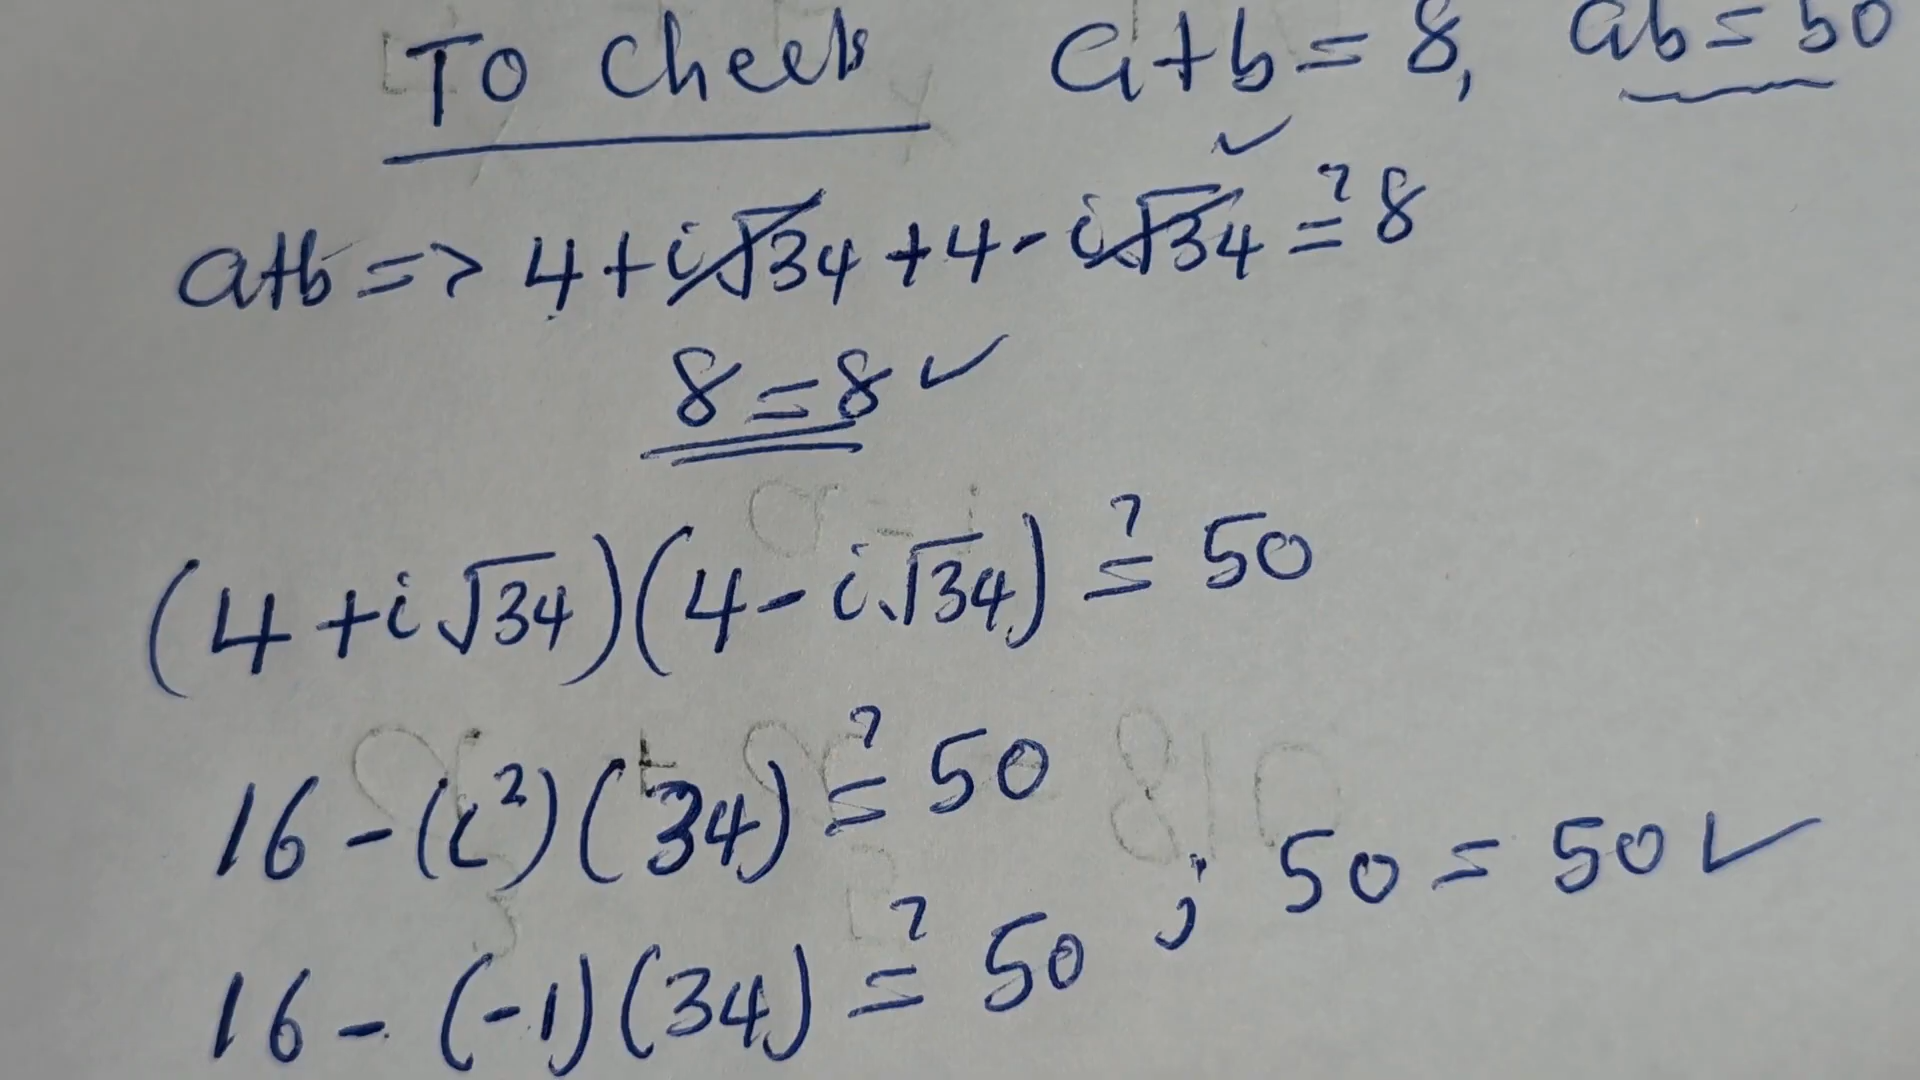 To Check a+b=8, ab=50
a+b => 4+i√34 +4-i√34 ≟ 8 ✓
8=8 ✓
(4+i√34)(4-i√34) ≟ 50
16-(i²)(34) ≟ 50
16-(-1)(34) ≟ 50 ; 50=50 ✓